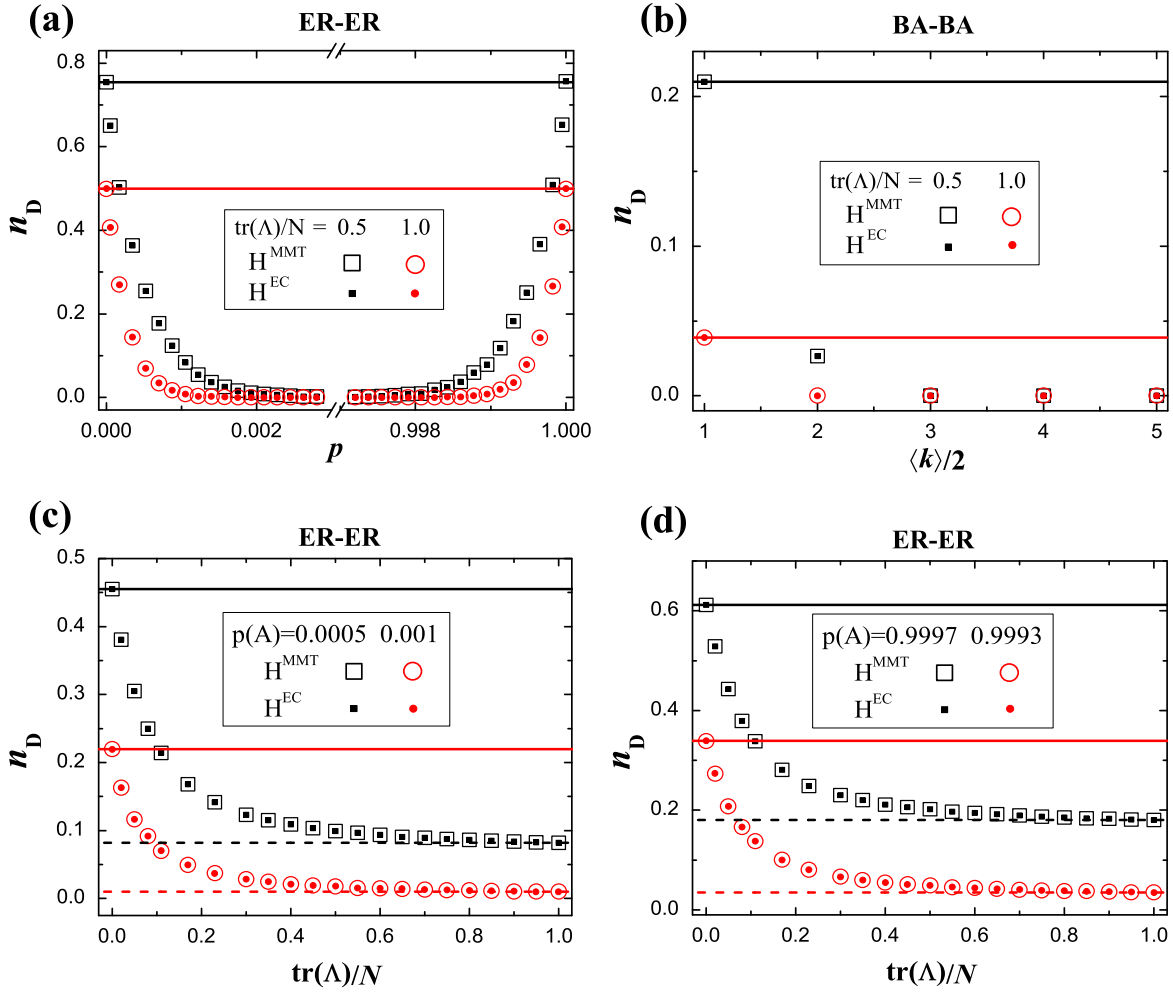 (a)
ER-ER
0.8
0.6
0.4
0.2
0.0
n_D
tr(Λ)/N = 0.5 1.0
H^MMT
H^EC
0.000 0.002 0.998 1.000
p
(b)
BA-BA
0.2
0.1
0.0
n_D
tr(Λ)/N = 0.5 1.0
H^MMT
H^EC
1 2 3 4 5
⟨k⟩/2
(c)
ER-ER
0.5
0.4
0.3
0.2
0.1
0.0
n_D
p(A)=0.0005 0.001
H^MMT
H^EC
0.0 0.2 0.4 0.6 0.8 1.0
tr(Λ)/N
(d)
ER-ER
0.6
0.4
0.2
0.0
n_D
p(A)=0.9997 0.9993
H^MMT
H^EC
0.0 0.2 0.4 0.6 0.8 1.0
tr(Λ)/N